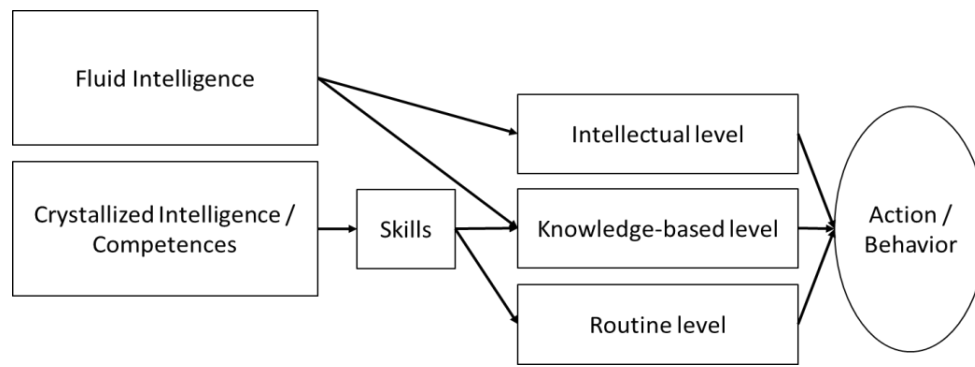 Fluid Intelligence
Intellectual level
Crystallized Intelligence /
Competences
Skills
Knowledge-based level
Action /
Behavior
Routine level